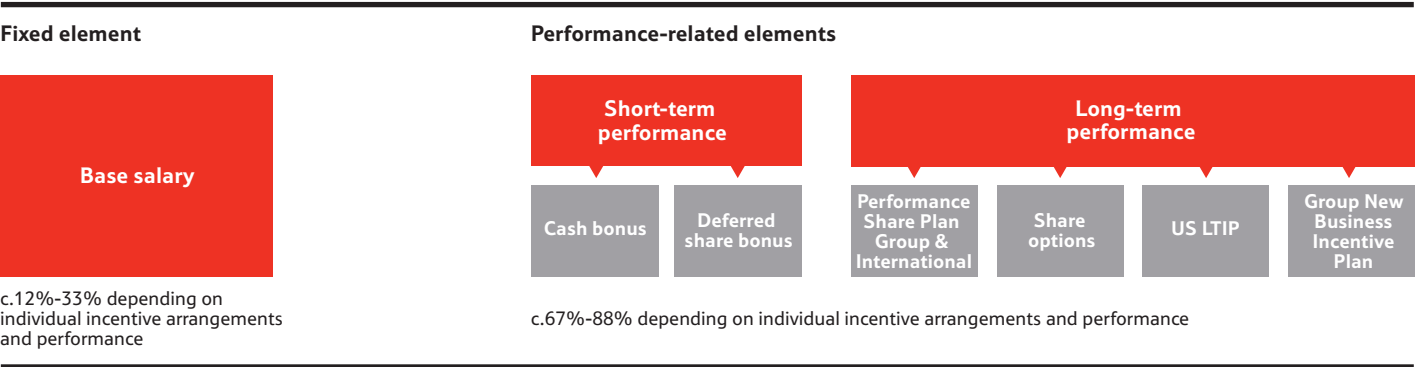 Fixed element
Performance-related elements
Base salary
Short-term
performance
Long-term
performance
Cash bonus
Deferred
share bonus
Performance
Share Plan
Group &
International
Share
options
US LTIP
Group New
Business
Incentive
Plan
c.12%-33% depending on
individual incentive arrangements
and performance
c.67%-88% depending on individual incentive arrangements and performance